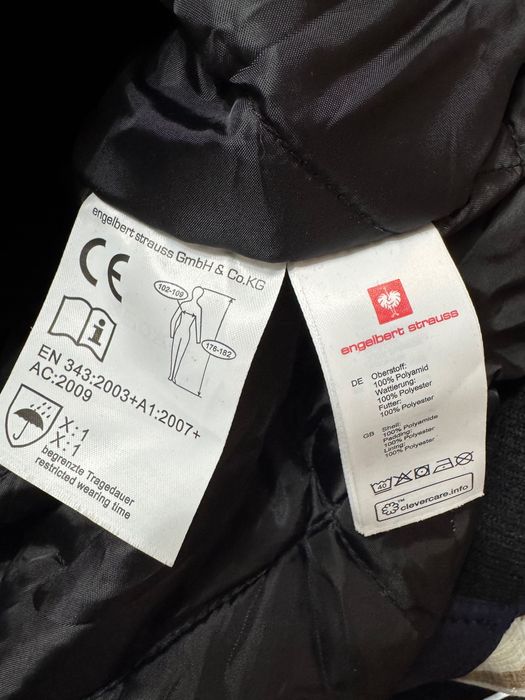 engelbert strauss GmbH & Co.KG
102-109
176-182
EN 343:2003+A1:2007+
AC:2009
X:1
X:1
begrenzte Tragedauer
restricted wearing time
engelbert strauss
DE Oberstoff:
100% Polyamid
Wattierung:
100% Polyester
Futter:
100% Polyester
GB Shell:
100% Polyamide
Padding:
100% Polyester
Lining:
100% Polyester
40
clevercare.info